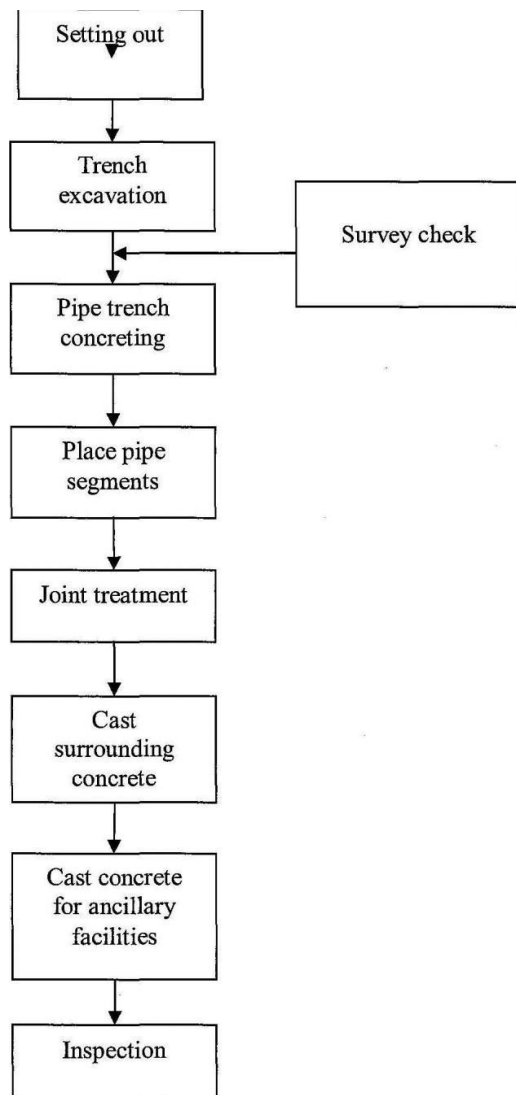 Setting out
Trench
excavation
Survey check
Pipe trench
concreting
Place pipe
segments
Joint treatment
Cast
surrounding
concrete
Cast concrete
for ancillary
facilities
Inspection